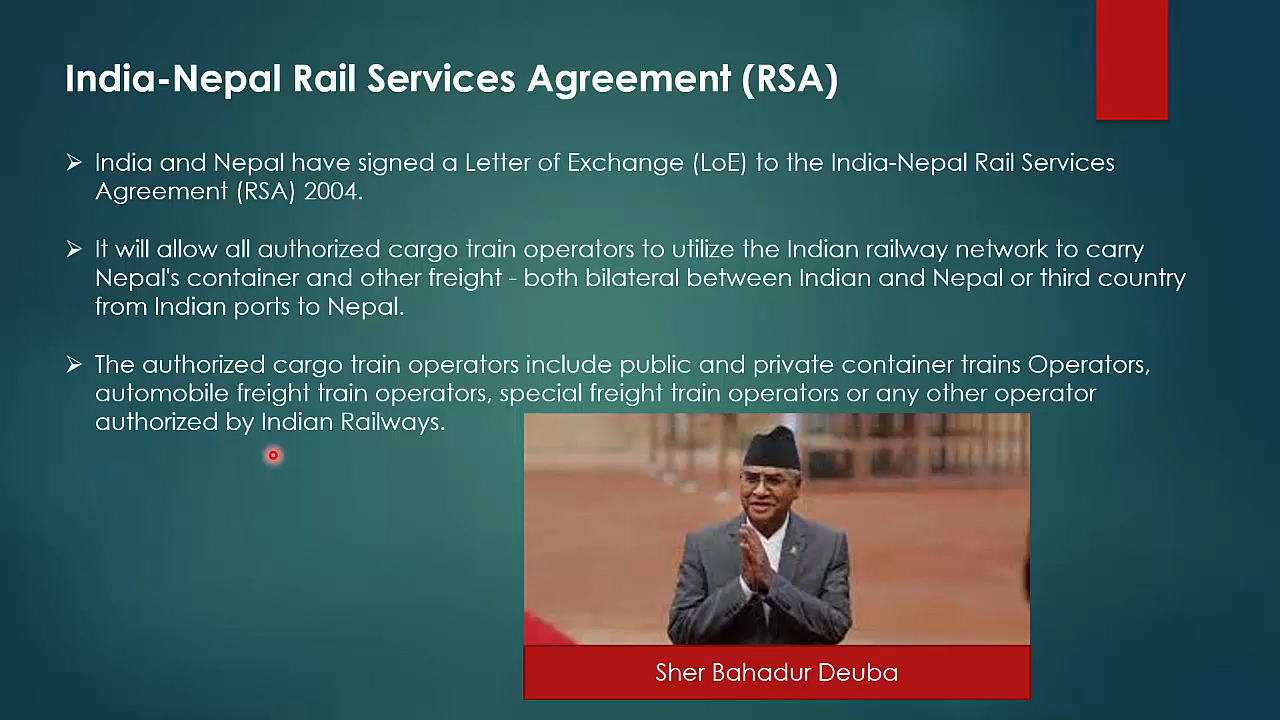 India-Nepal Rail Services Agreement (RSA)
India and Nepal have signed a Letter of Exchange (LoE) to the India-Nepal Rail Services
Agreement (RSA) 2004.
It will allow all authorized cargo train operators to utilize the Indian railway network to carry
Nepal's container and other freight - both bilateral between Indian and Nepal or third country
from Indian ports to Nepal.
The authorized cargo train operators include public and private container trains Operators,
automobile freight train operators, special freight train operators or any other operator
authorized by Indian Railways.
Sher Bahadur Deuba